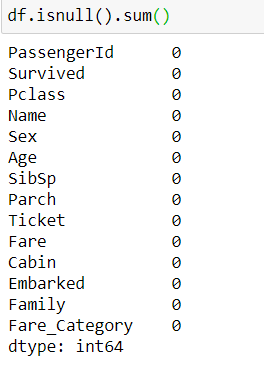 df.isnull().sum()
PassengerId 0
Survived 0
Pclass 0
Name 0
Sex 0
Age 0
SibSp 0
Parch 0
Ticket 0
Fare 0
Cabin 0
Embarked 0
Family 0
Fare_Category 0
dtype: int64